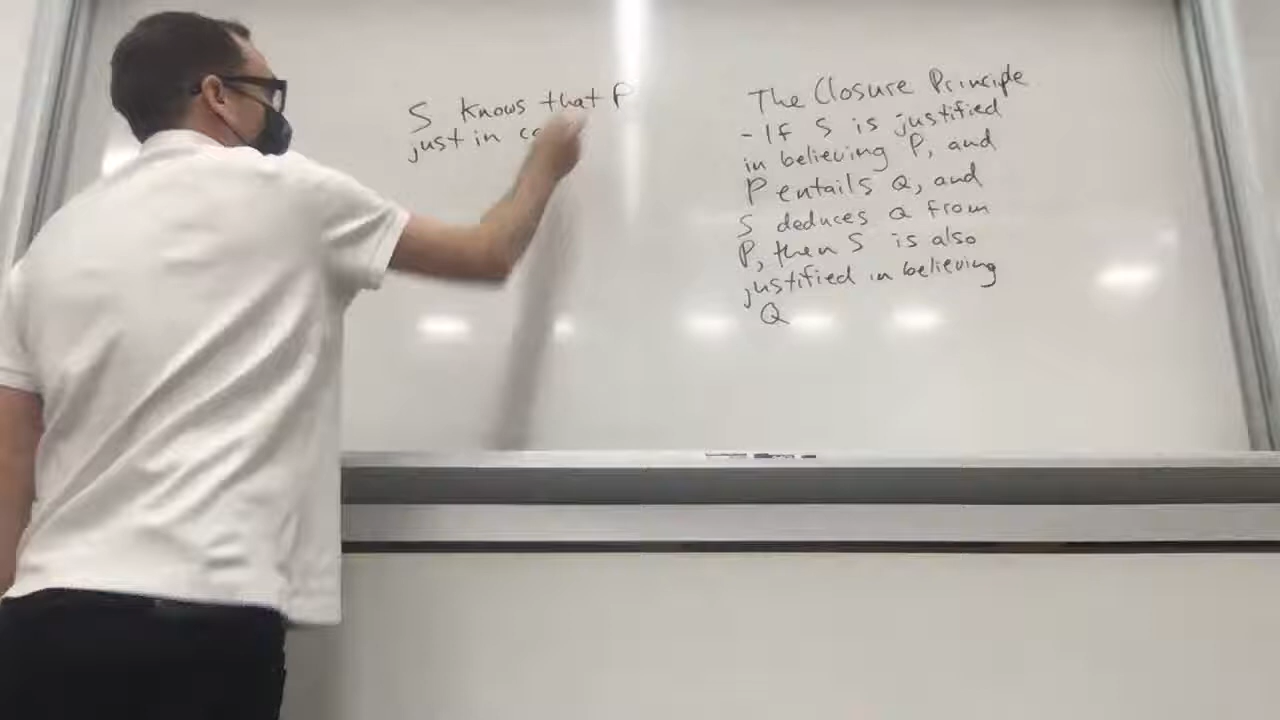 S knows that P
just in
The Closure Principle
- If S is justified
in believing P, and
P entails Q, and
S deduces Q from
P, then S is also
justified in believing
Q